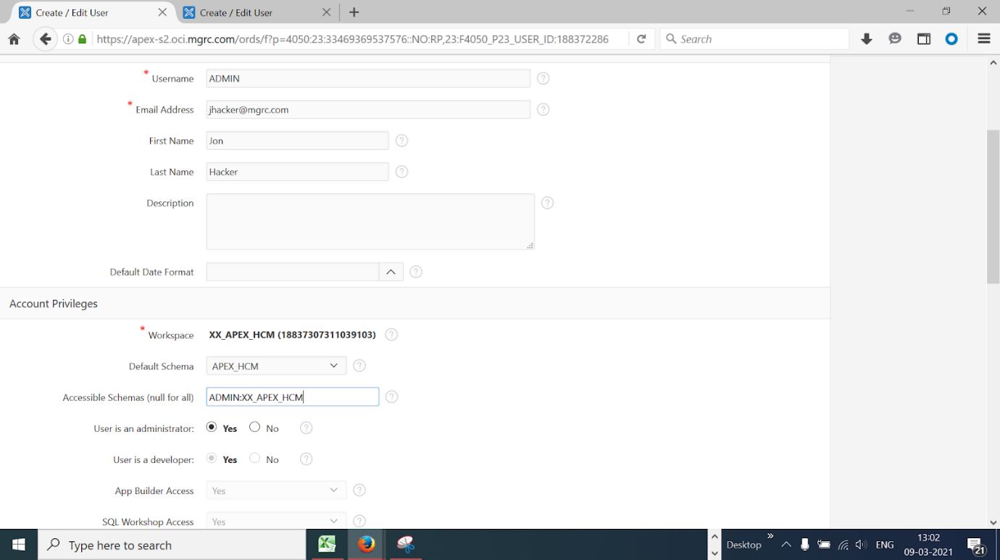 Create / Edit User
Create / Edit User
https://apex-s2.oci.mgrc.com/ords/f?p=4050:23:33469369537576::NO:RP,23:F4050_P23_USER_ID:188372286
Search
* Username ADMIN ?
* Email Address jhacker@mgrc.com ?
First Name Jon ?
Last Name Hacker ?
Description ?
Default Date Format ?
Account Privileges
* Workspace XX_APEX_HCM (18837307311039103) ?
Default Schema APEX_HCM ?
Accessible Schemas (null for all) ADMIN:XX_APEX_HCM ?
User is an administrator: Yes No ?
User is a developer: Yes No ?
App Builder Access Yes ?
SQL Workshop Access Yes ?
Type here to search
Desktop
ENG
13:02
09-03-2021
21